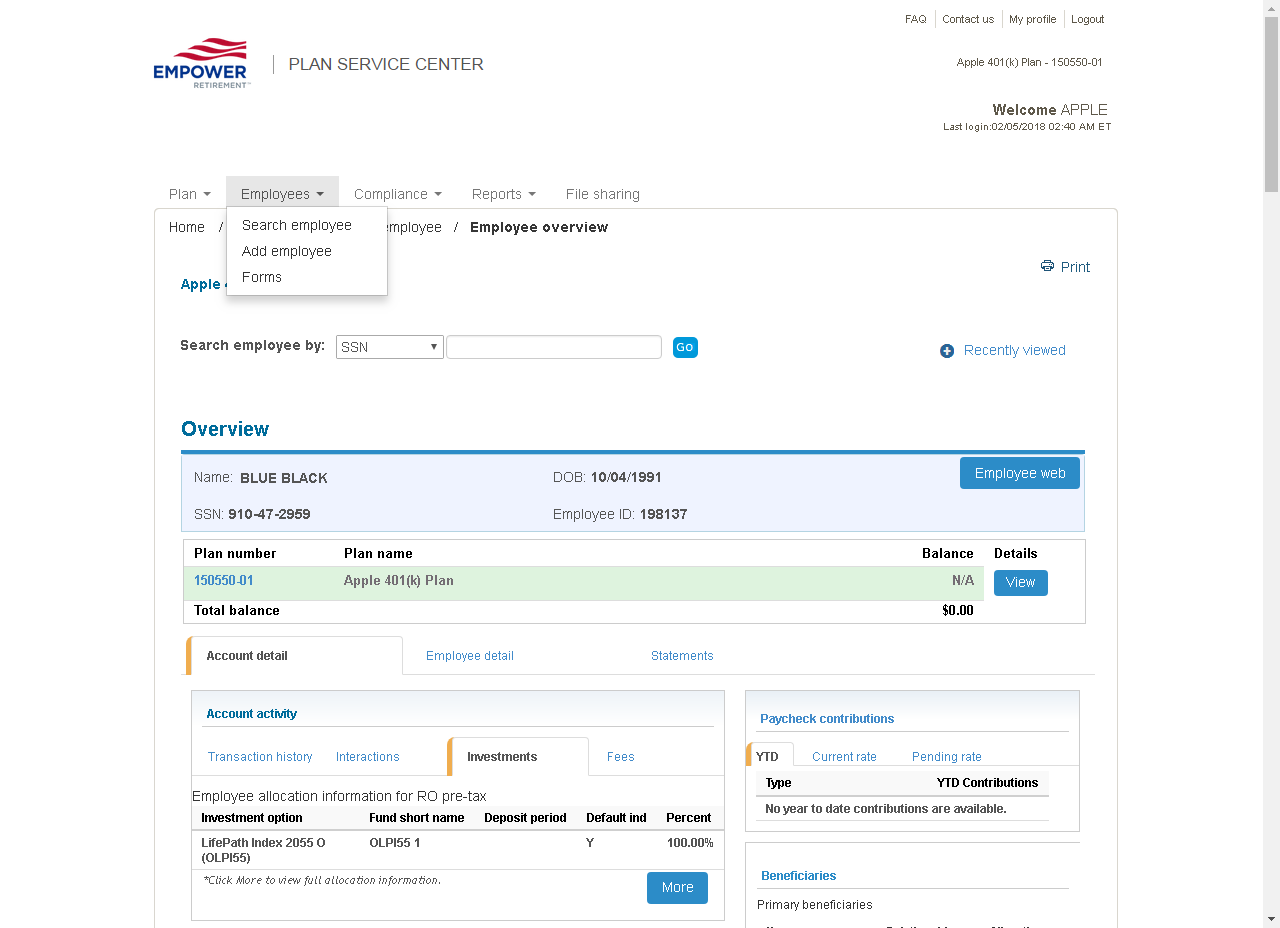 FAQ Contact us My profile Logout
EMPOWER
RETIREMENT™
PLAN SERVICE CENTER
Apple 401(k) Plan - 150550-01
Welcome APPLE
Last login:02/05/2018 02:40 AM ET
Plan Employees Compliance Reports File sharing
Home / employee / Employee overview
Search employee
Add employee
Forms
Print
Apple
Search employee by: SSN Go
Recently viewed
Overview
Name: BLUE BLACK DOB: 10/04/1991 Employee web
SSN: 910-47-2959 Employee ID: 198137
Plan number Plan name Balance Details
150550-01 Apple 401(k) Plan N/A View
Total balance $0.00
Account detail Employee detail Statements
Account activity
Transaction history Interactions Investments Fees
Employee allocation information for RO pre-tax
Investment option Fund short name Deposit period Default ind Percent
LifePath Index 2055 O OLPI55 1 Y 100.00%
(OLPI55)
*Click More to view full allocation information.
More
Paycheck contributions
YTD Current rate Pending rate
Type YTD Contributions
No year to date contributions are available.
Beneficiaries
Primary beneficiaries